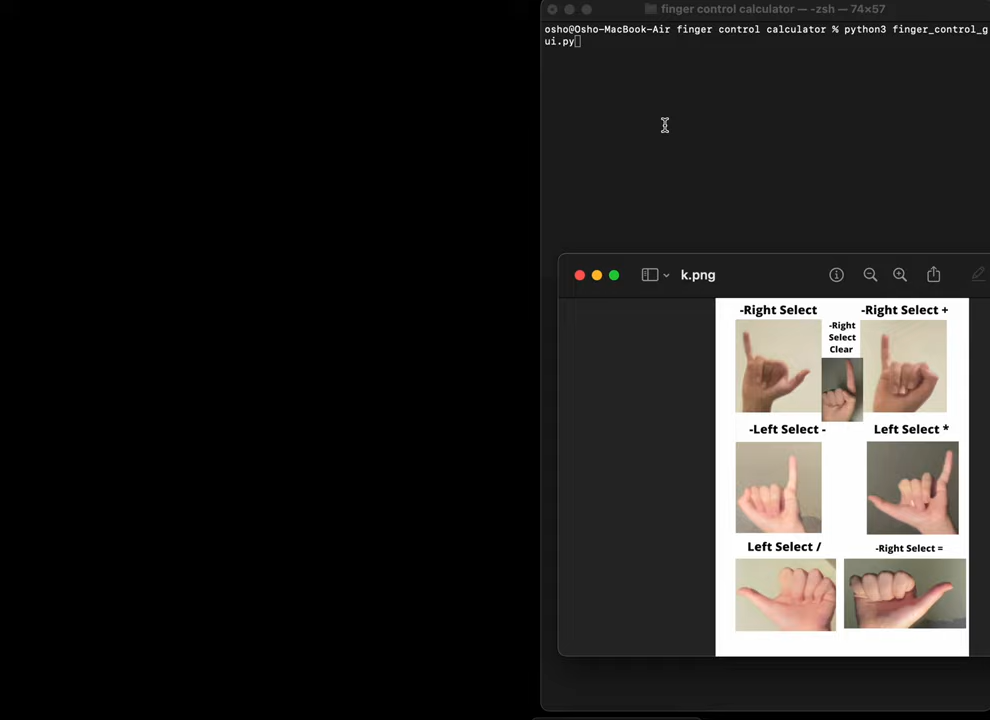 finger control calculator — -zsh — 74×57
osho@Osho-MacBook-Air finger control calculator % python3 finger_control_g
ui.py
k.png
-Right Select
-Right Select +
-Right
Select
Clear
-Left Select -
Left Select *
Left Select /
-Right Select =